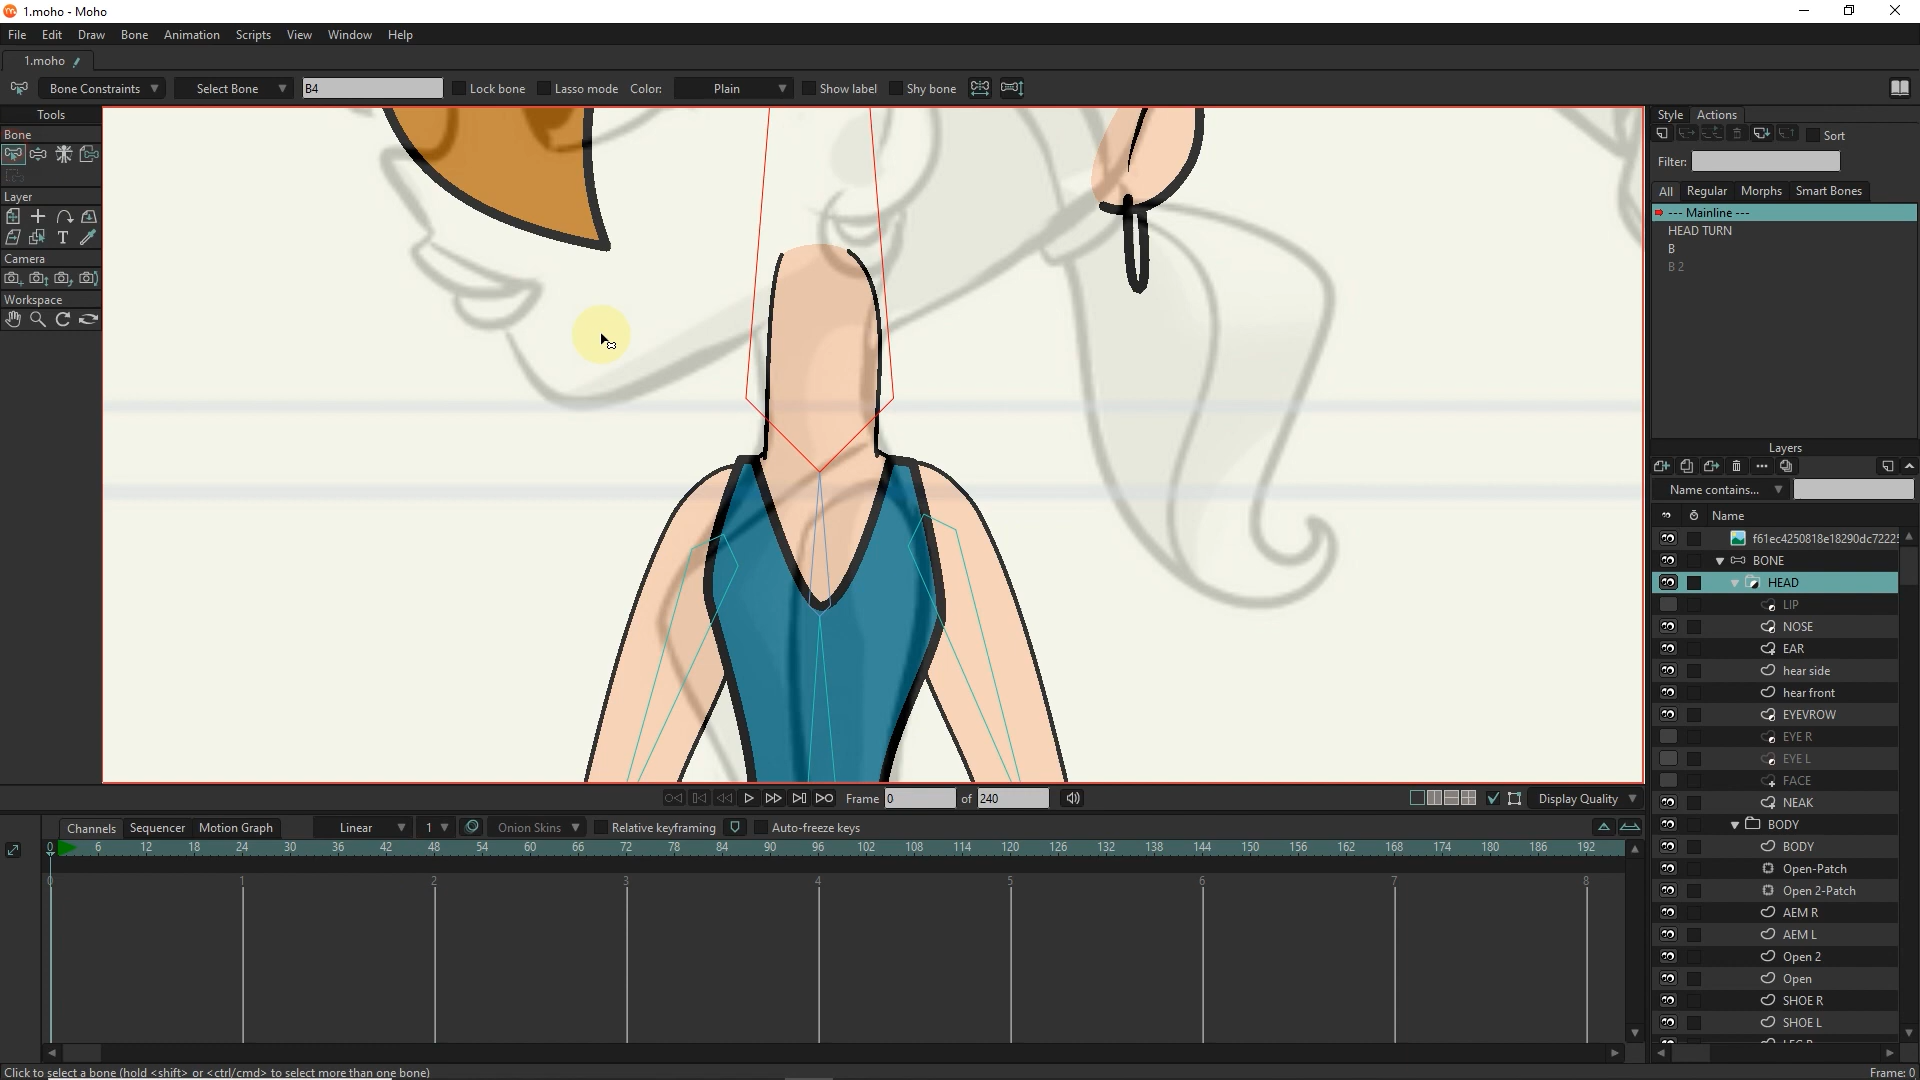 1.moho - Moho
File Edit Draw Bone Animation Scripts View Window Help
1.moho
Bone Constraints Select Bone B4 Lock bone Lasso mode Color: Plain Show label Shy bone
Tools
Bone
Layer
Camera
Workspace
Style Actions
Sort
Filter:
All Regular Morphs Smart Bones
--- Mainline ---
HEAD TURN
B
B 2
Layers
Name contains...
Name
f61ec4250818e18290dc72225
BONE
HEAD
LIP
NOSE
EAR
hear side
hear front
EYEVROW
EYE R
EYE L
FACE
NEAK
BODY
BODY
Open-Patch
Open 2-Patch
AEM R
AEM L
Open 2
Open
SHOE R
SHOE L
Frame 0 of 240 Display Quality
Channels Sequencer Motion Graph Linear 1 Onion Skins Relative keyframing Auto-freeze keys
0 6 12 18 24 30 36 42 48 54 60 66 72 78 84 90 96 102 108 114 120 126 132 138 144 150 156 162 168 174 180 186 192
0 1 2 3 4 5 6 7 8
Click to select a bone (hold <shift> or <ctrl/cmd> to select more than one bone)
Frame: 0